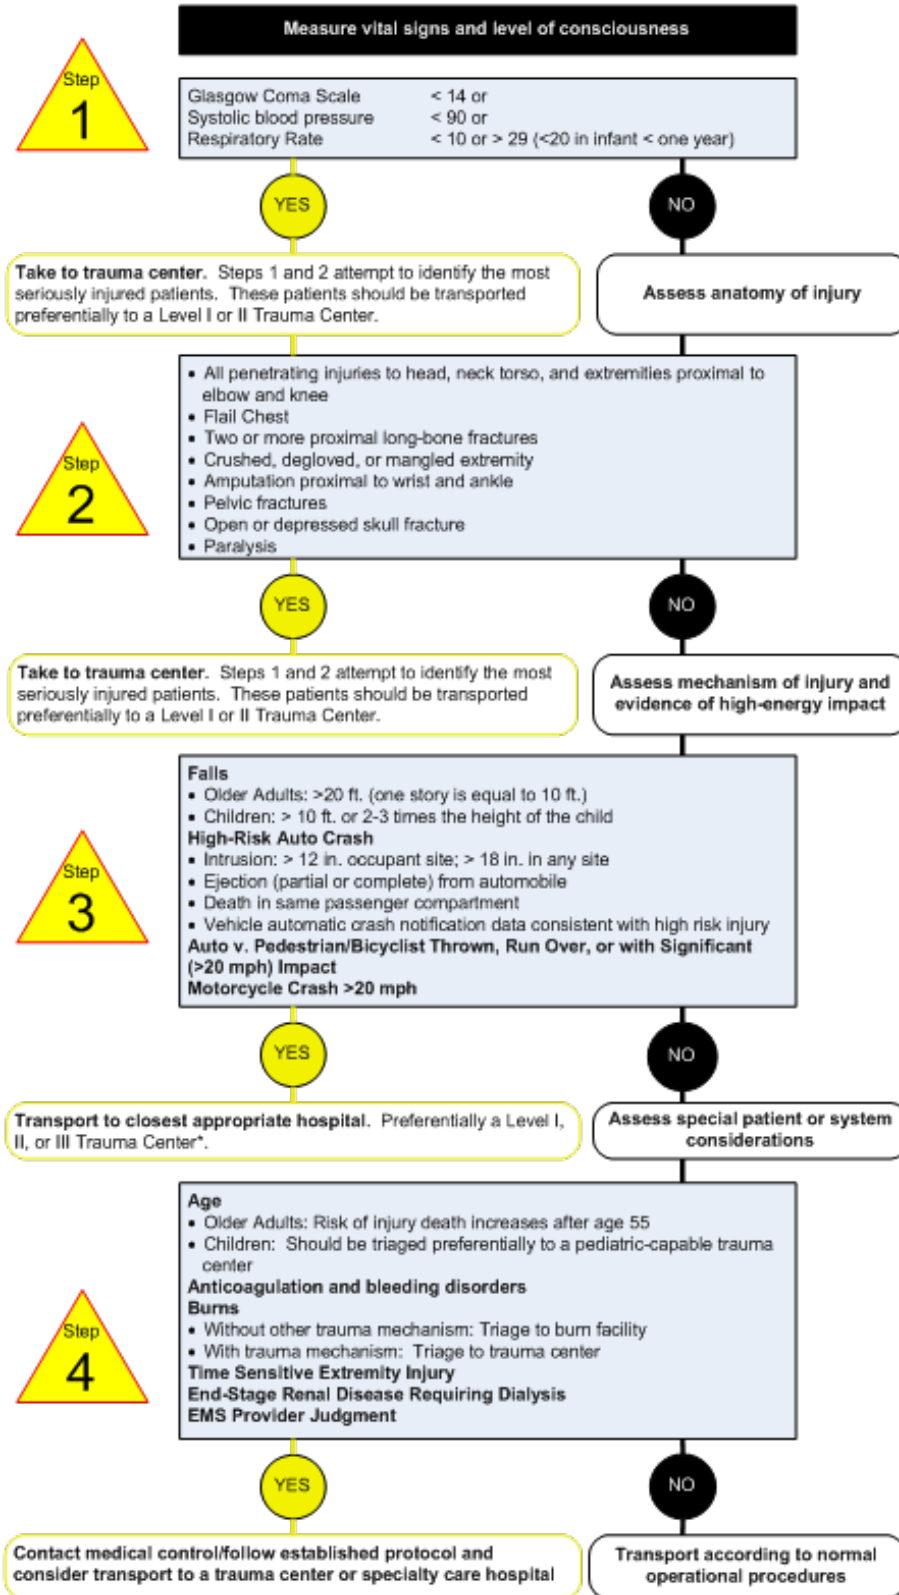 Measure vital signs and level of consciousness
Step
1
Glasgow Coma Scale < 14 or
Systolic blood pressure < 90 or
Respiratory Rate < 10 or > 29 (<20 in infant < one year)
YES
NO
Take to trauma center. Steps 1 and 2 attempt to identify the most
seriously injured patients. These patients should be transported
preferentially to a Level I or II Trauma Center.
Assess anatomy of injury
Step
2
• All penetrating injuries to head, neck torso, and extremities proximal to
elbow and knee
• Flail Chest
• Two or more proximal long-bone fractures
• Crushed, degloved, or mangled extremity
• Amputation proximal to wrist and ankle
• Pelvic fractures
• Open or depressed skull fracture
• Paralysis
YES
NO
Take to trauma center. Steps 1 and 2 attempt to identify the most
seriously injured patients. These patients should be transported
preferentially to a Level I or II Trauma Center.
Assess mechanism of injury and
evidence of high-energy impact
Step
3
Falls
• Older Adults: >20 ft. (one story is equal to 10 ft.)
• Children: > 10 ft. or 2-3 times the height of the child
High-Risk Auto Crash
• Intrusion: > 12 in. occupant site; > 18 in. in any site
• Ejection (partial or complete) from automobile
• Death in same passenger compartment
• Vehicle automatic crash notification data consistent with high risk injury
Auto v. Pedestrian/Bicyclist Thrown, Run Over, or with Significant
(>20 mph) Impact
Motorcycle Crash >20 mph
YES
NO
Transport to closest appropriate hospital. Preferentially a Level I,
II, or III Trauma Center*.
Assess special patient or system
considerations
Step
4
Age
• Older Adults: Risk of injury death increases after age 55
• Children: Should be triaged preferentially to a pediatric-capable trauma
center
Anticoagulation and bleeding disorders
Burns
• Without other trauma mechanism: Triage to burn facility
• With trauma mechanism: Triage to trauma center
Time Sensitive Extremity Injury
End-Stage Renal Disease Requiring Dialysis
EMS Provider Judgment
YES
NO
Contact medical control/follow established protocol and
consider transport to a trauma center or specialty care hospital
Transport according to normal
operational procedures